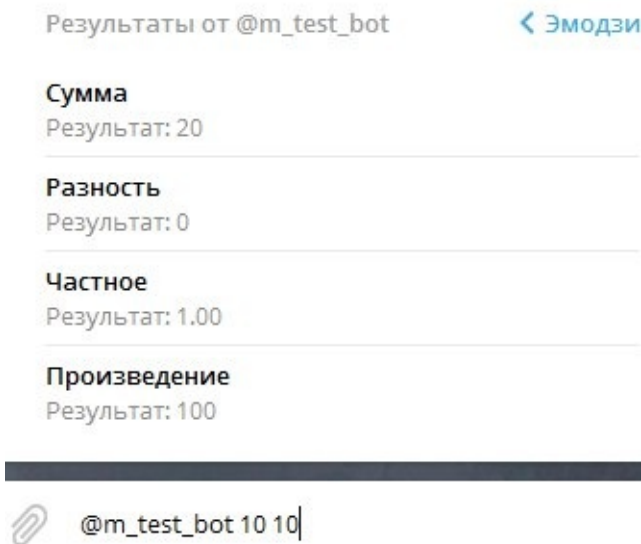 Результаты от @m_test_bot < Эмодзи
Сумма
Результат: 20
Разность
Результат: 0
Частное
Результат: 1.00
Произведение
Результат: 100
@m_test_bot 10 10